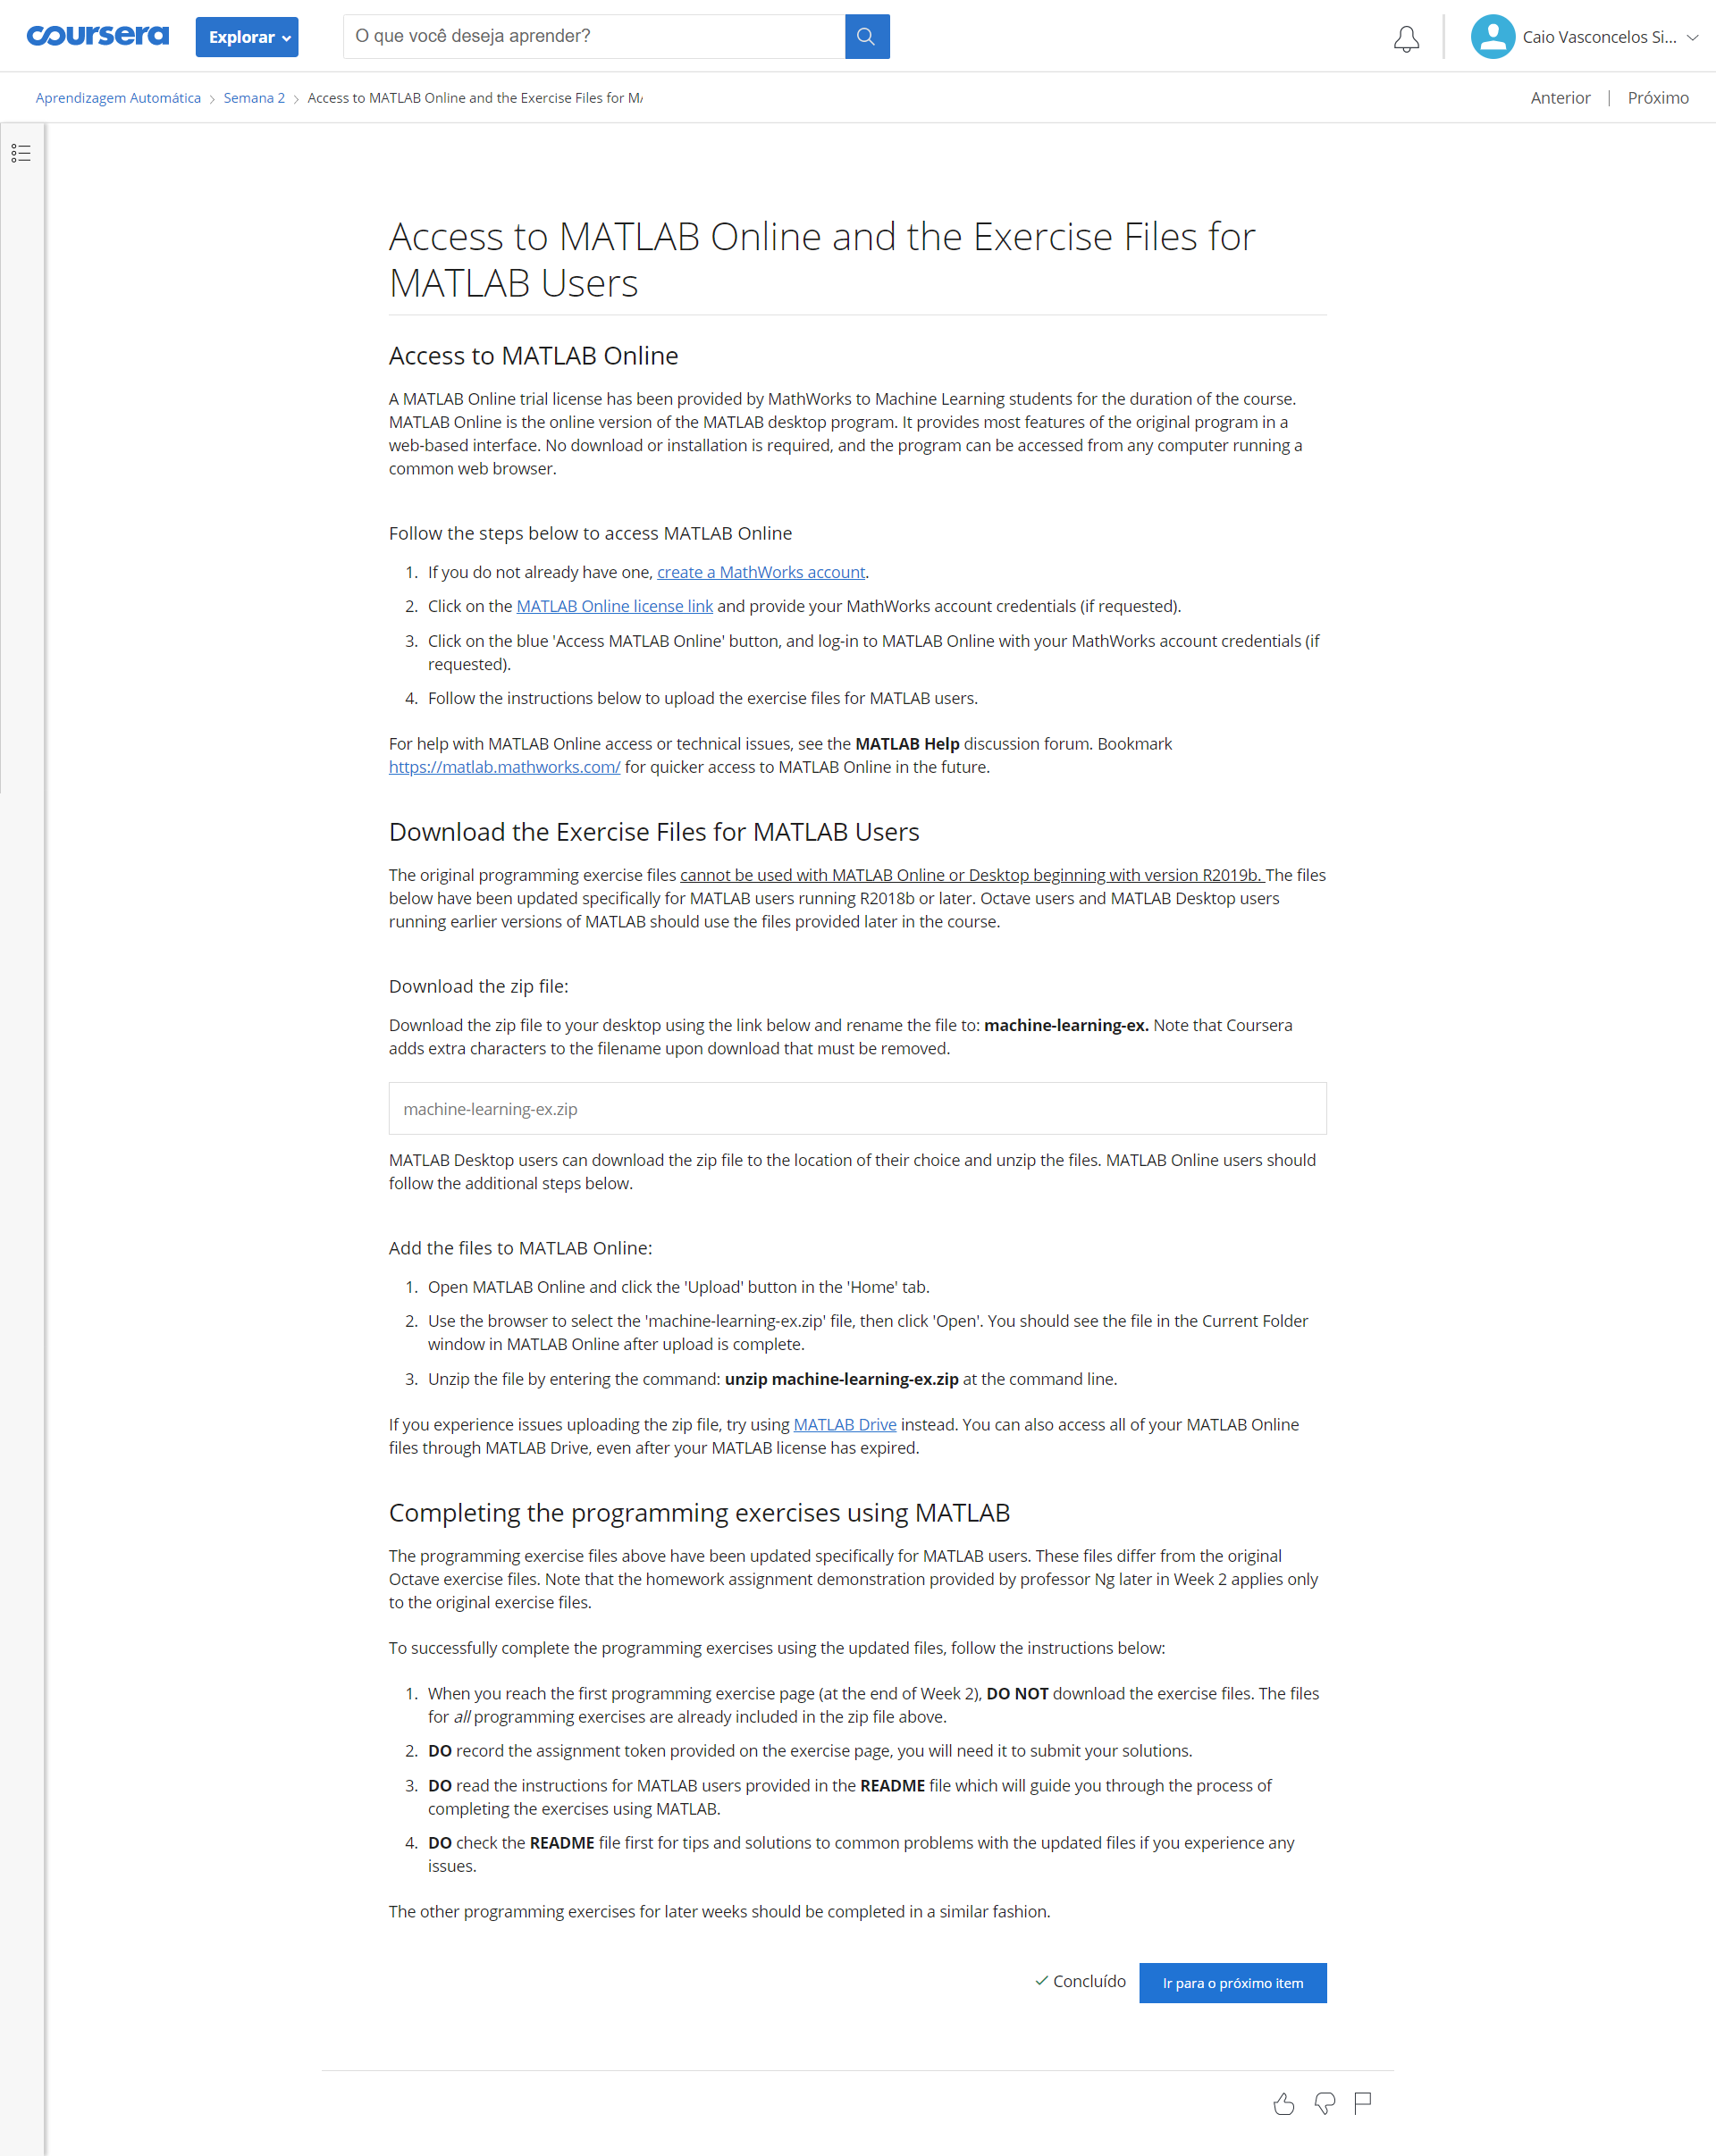 coursera
Explorar
O que você deseja aprender?
Caio Vasconcelos Si...
Aprendizagem Automática > Semana 2 > Access to MATLAB Online and the Exercise Files for
Anterior | Próximo
Access to MATLAB Online and the Exercise Files for
MATLAB Users
Access to MATLAB Online
A MATLAB Online trial license has been provided by MathWorks to Machine Learning students for the duration of the course.
MATLAB Online is the online version of the MATLAB desktop program. It provides most features of the original program in a
web-based interface. No download or installation is required, and the program can be accessed from any computer running a
common web browser.
Follow the steps below to access MATLAB Online
1. If you do not already have one, create a MathWorks account.
2. Click on the MATLAB Online license link and provide your MathWorks account credentials (if requested).
3. Click on the blue 'Access MATLAB Online' button, and log-in to MATLAB Online with your MathWorks account credentials (if
requested).
4. Follow the instructions below to upload the exercise files for MATLAB users.
For help with MATLAB Online access or technical issues, see the MATLAB Help discussion forum. Bookmark
https://matlab.mathworks.com/ for quicker access to MATLAB Online in the future.
Download the Exercise Files for MATLAB Users
The original programming exercise files cannot be used with MATLAB Online or Desktop beginning with version R2019b. The files
below have been updated specifically for MATLAB users running R2018b or later. Octave users and MATLAB Desktop users
running earlier versions of MATLAB should use the files provided later in the course.
Download the zip file:
Download the zip file to your desktop using the link below and rename the file to: machine-learning-ex. Note that Coursera
adds extra characters to the filename upon download that must be removed.
machine-learning-ex.zip
MATLAB Desktop users can download the zip file to the location of their choice and unzip the files. MATLAB Online users should
follow the additional steps below.
Add the files to MATLAB Online:
1. Open MATLAB Online and click the 'Upload' button in the 'Home' tab.
2. Use the browser to select the 'machine-learning-ex.zip' file, then click 'Open'. You should see the file in the Current Folder
window in MATLAB Online after upload is complete.
3. Unzip the file by entering the command: unzip machine-learning-ex.zip at the command line.
If you experience issues uploading the zip file, try using MATLAB Drive instead. You can also access all of your MATLAB Online
files through MATLAB Drive, even after your MATLAB license has expired.
Completing the programming exercises using MATLAB
The programming exercise files above have been updated specifically for MATLAB users. These files differ from the original
Octave exercise files. Note that the homework assignment demonstration provided by professor Ng later in Week 2 applies only
to the original exercise files.
To successfully complete the programming exercises using the updated files, follow the instructions below:
1. When you reach the first programming exercise page (at the end of Week 2), DO NOT download the exercise files. The files
for all programming exercises are already included in the zip file above.
2. DO record the assignment token provided on the exercise page, you will need it to submit your solutions.
3. DO read the instructions for MATLAB users provided in the README file which will guide you through the process of
completing the exercises using MATLAB.
4. DO check the README file first for tips and solutions to common problems with the updated files if you experience any
issues.
The other programming exercises for later weeks should be completed in a similar fashion.
Concluído
Ir para o próximo item